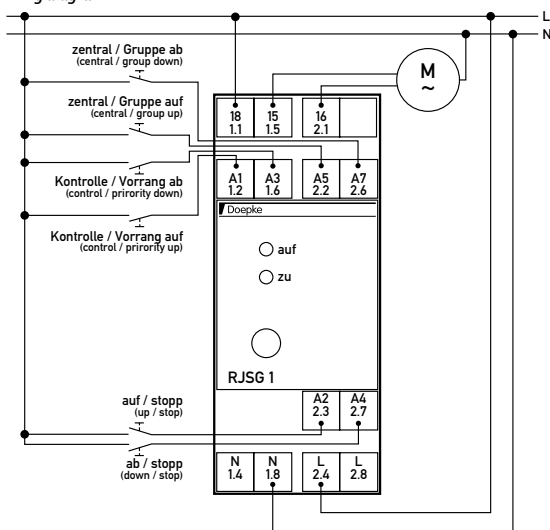 L
N
zentral / Gruppe ab
(central / group down)
zentral / Gruppe auf
(central / group up)
Kontrolle / Vorrang ab
(control / prirority down)
Kontrolle / Vorrang auf
(control / prirority up)
M
~
18 15 16
1.1 1.5 2.1
A1 A3 A5 A7
1.2 1.6 2.2 2.6
Doepke
auf
zu
RJSG 1
A2 A4
2.3 2.7
auf / stopp
(up / stop)
ab / stopp
(down / stop)
N N L L
1.4 1.8 2.4 2.8